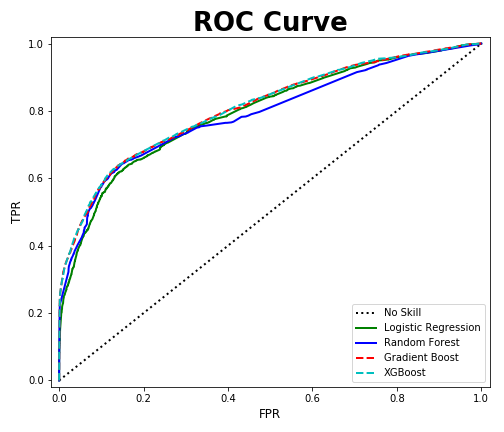 ROC Curve
1.0
0.8
0.6
0.4
0.2
0.0
TPR
No Skill
Logistic Regression
Random Forest
Gradient Boost
XGBoost
0.0 0.2 0.4 0.6 0.8 1.0
FPR